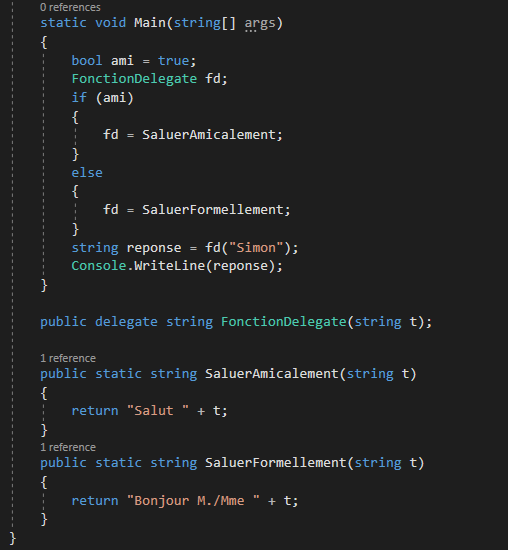 0 references
static void Main(string[] args)
{
bool ami = true;
FonctionDelegate fd;
if (ami)
{
fd = SaluerAmicalement;
}
else
{
fd = SaluerFormellement;
}
string reponse = fd("Simon");
Console.WriteLine(reponse);
}
public delegate string FonctionDelegate(string t);
1 reference
public static string SaluerAmicalement(string t)
{
return "Salut " + t;
}
1 reference
public static string SaluerFormellement(string t)
{
return "Bonjour M./Mme " + t;
}
}